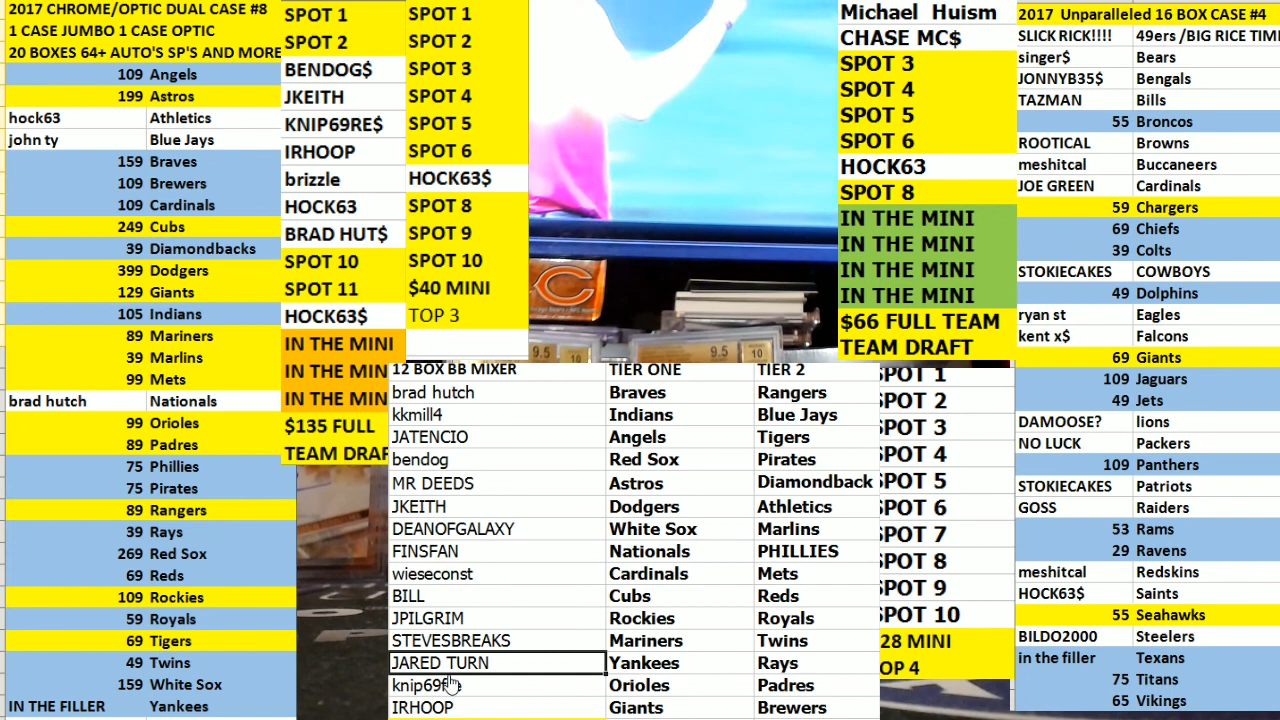 2017 CHROME/OPTIC DUAL CASE #8
1 CASE JUMBO 1 CASE OPTIC
20 BOXES 64+ AUTO'S SP'S AND MORE
109 Angels
199 Astros
hock63 Athletics
john ty Blue Jays
159 Braves
109 Brewers
109 Cardinals
249 Cubs
39 Diamondbacks
399 Dodgers
129 Giants
105 Indians
89 Mariners
39 Marlins
99 Mets
brad hutch Nationals
99 Orioles
89 Padres
75 Phillies
75 Pirates
89 Rangers
39 Rays
269 Red Sox
69 Reds
109 Rockies
59 Royals
69 Tigers
49 Twins
159 White Sox
IN THE FILLER Yankees
SPOT 1
SPOT 2
BENDOG$
JKEITH
KNIP69RE$
IRHOOP
brizzle
HOCK63
BRAD HUT$
SPOT 10
SPOT 11
HOCK63$
IN THE MINI
IN THE MIN
IN THE MIN
$135 FULL
TEAM DRAF
SPOT 1
SPOT 2
SPOT 3
SPOT 4
SPOT 5
SPOT 6
HOCK63$
SPOT 8
SPOT 9
SPOT 10
$40 MINI
TOP 3
9.5 10
9.5 10
12 BOX BB MIXER TIER ONE TIER 2
brad hutch Braves Rangers
kkmill4 Indians Blue Jays
JATENCIO Angels Tigers
bendog Red Sox Pirates
MR DEEDS Astros Diamondback
JKEITH Dodgers Athletics
DEANOFGALAXY White Sox Marlins
FINSFAN Nationals PHILLIES
wieseconst Cardinals Mets
BILL Cubs Reds
JPILGRIM Rockies Royals
STEVESBREAKS Mariners Twins
JARED TURN Yankees Rays
Orioles Padres
IRHOOP Giants Brewers
Michael Huism
CHASE MC$
SPOT 3
SPOT 4
SPOT 5
SPOT 6
HOCK63
SPOT 8
IN THE MINI
IN THE MINI
IN THE MINI
IN THE MINI
$66 FULL TEAM
TEAM DRAFT
SPOT 1
SPOT 2
SPOT 3
SPOT 4
SPOT 5
SPOT 6
SPOT 7
SPOT 8
SPOT 9
SPOT 10
28 MINI
OP 4
2017 Unparalleled 16 BOX CASE #4
SLICK RICK!!!! 49ers /BIG RICE TIM
singer$ Bears
JONNYB35$ Bengals
TAZMAN Bills
55 Broncos
ROOTICAL Browns
meshitcal Buccaneers
JOE GREEN Cardinals
59 Chargers
69 Chiefs
39 Colts
STOKIECAKES COWBOYS
49 Dolphins
ryan st Eagles
kent x$ Falcons
69 Giants
109 Jaguars
49 Jets
DAMOOSE? lions
NO LUCK Packers
109 Panthers
STOKIECAKES Patriots
GOSS Raiders
53 Rams
29 Ravens
meshitcal Redskins
HOCK63$ Saints
55 Seahawks
BILDO2000 Steelers
in the filler Texans
75 Titans
65 Vikings